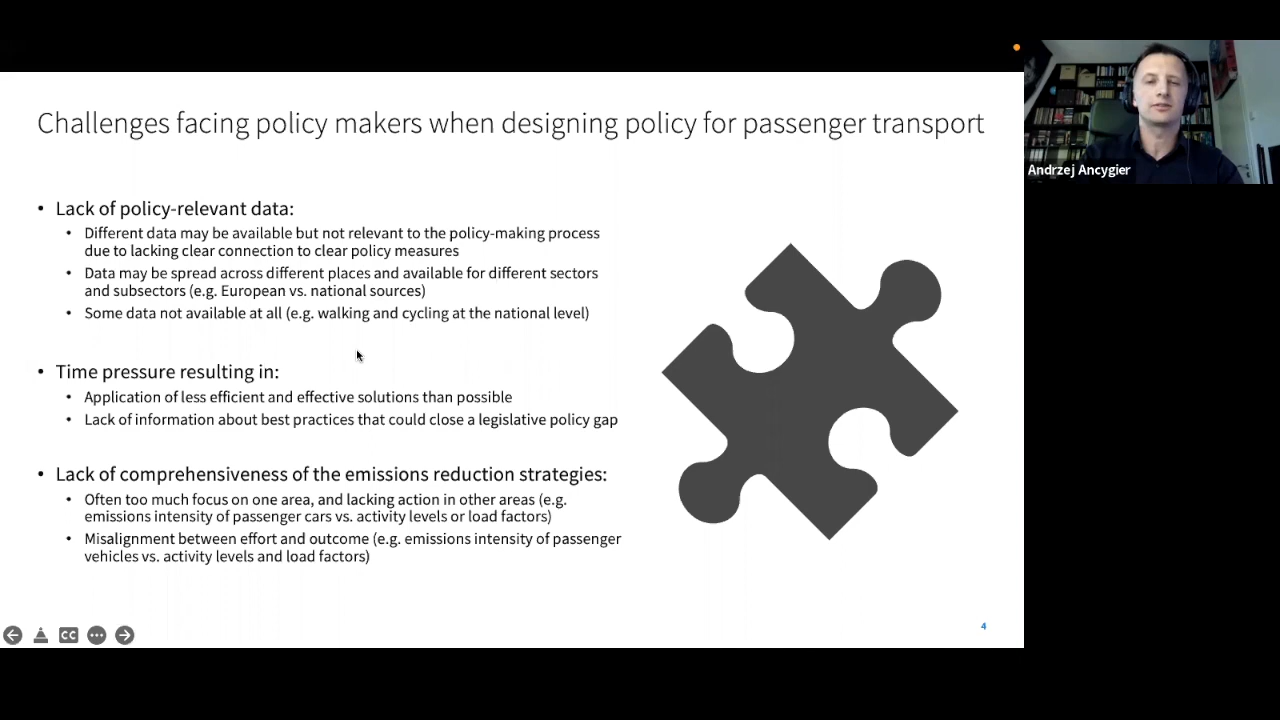 Challenges facing policy makers when designing policy for passenger transport
Andrzej Ancygier
• Lack of policy-relevant data:
• Different data may be available but not relevant to the policy-making process
due to lacking clear connection to clear policy measures
• Data may be spread across different places and available for different sectors
and subsectors (e.g. European vs. national sources)
• Some data not available at all (e.g. walking and cycling at the national level)
• Time pressure resulting in:
• Application of less efficient and effective solutions than possible
• Lack of information about best practices that could close a legislative policy gap
• Lack of comprehensiveness of the emissions reduction strategies:
• Often too much focus on one area, and lacking action in other areas (e.g.
emissions intensity of passenger cars vs. activity levels or load factors)
• Misalignment between effort and outcome (e.g. emissions intensity of passenger
vehicles vs. activity levels and load factors)
CC
4